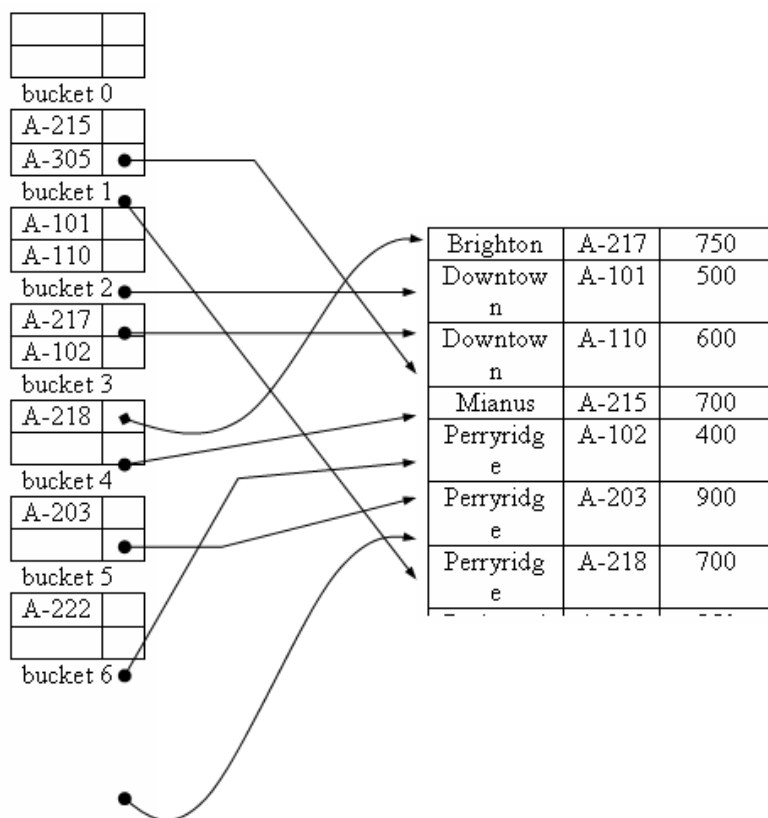 bucket 0
A-215
A-305
bucket 1
A-101
A-110
bucket 2
A-217
A-102
bucket 3
A-218
bucket 4
A-203
bucket 5
A-222
bucket 6
Brighton A-217 750
Downtow A-101 500
n
Downtow A-110 600
n
Mianus A-215 700
Perryridg A-102 400
e
Perryridg A-203 900
e
Perryridg A-218 700
e